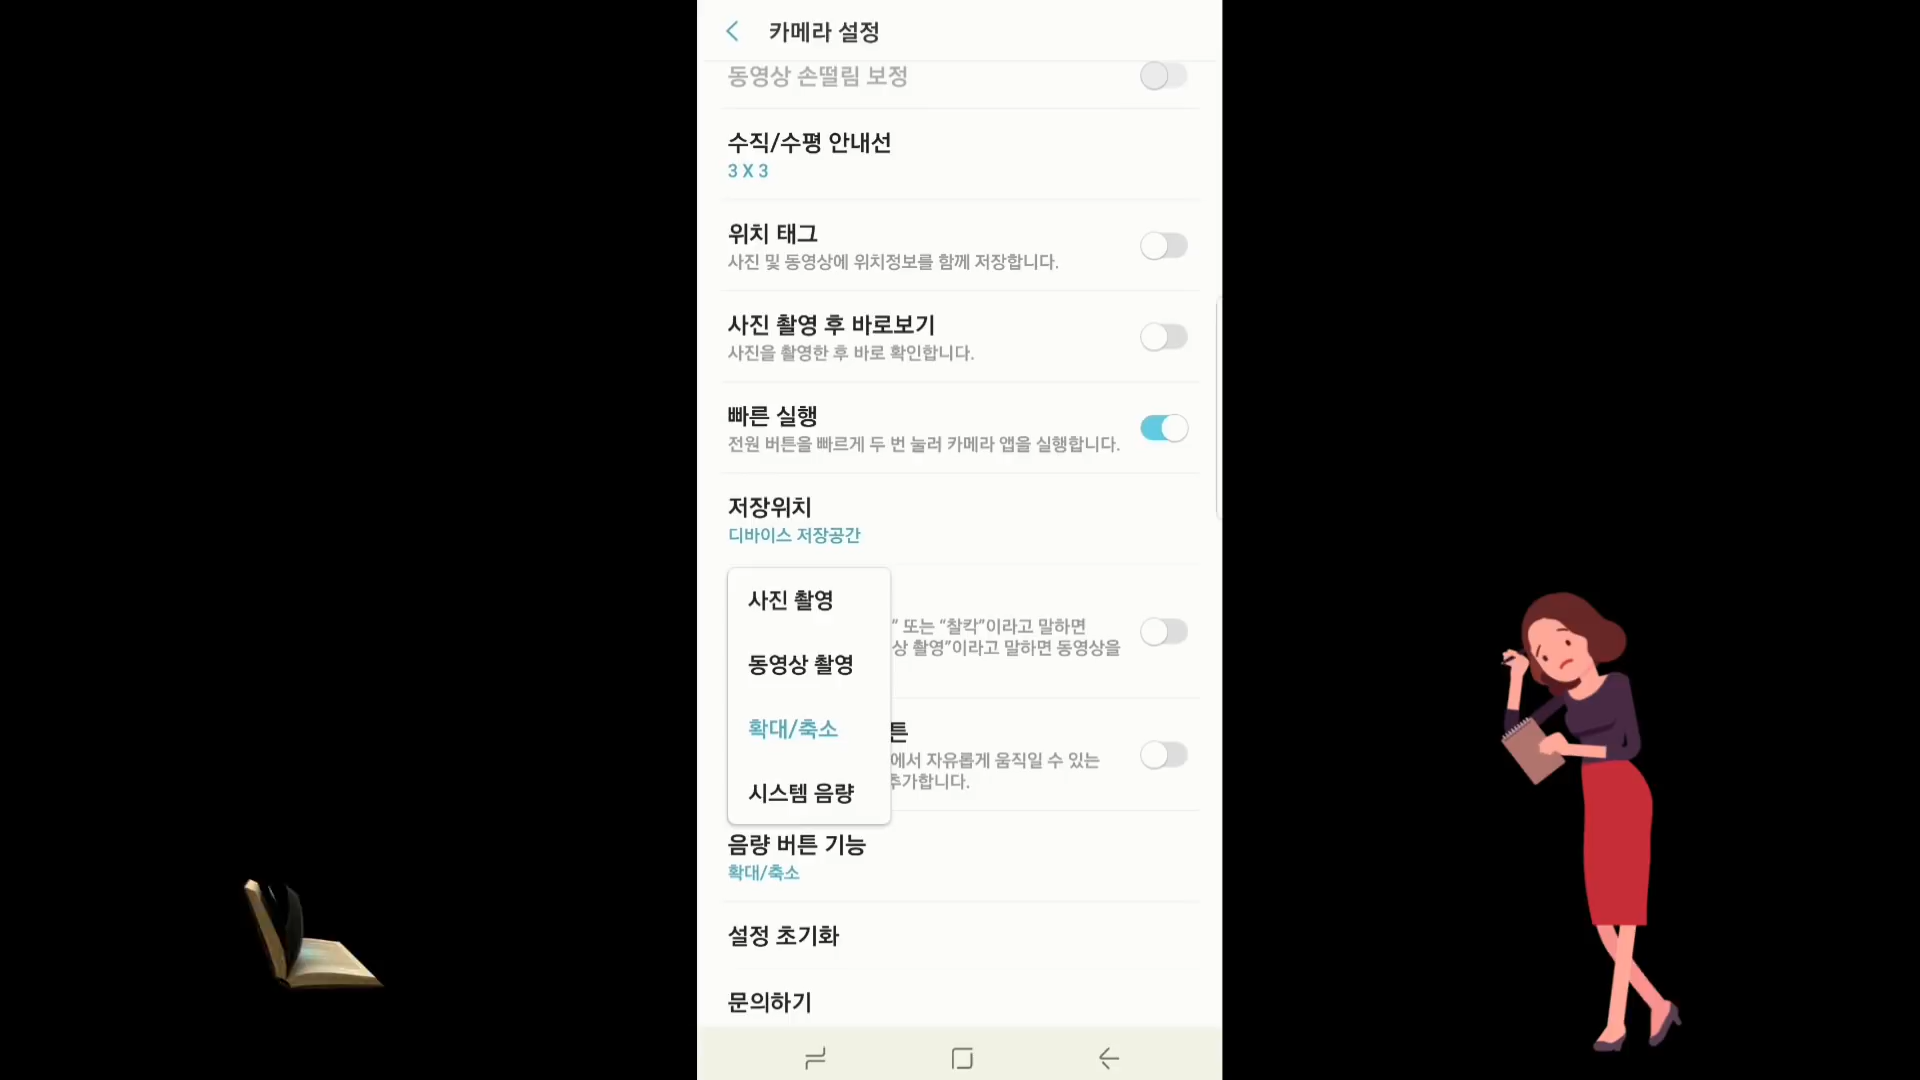 카메라 설정
동영상 손떨림 보정
수직/수평 안내선
3 X 3
위치 태그
사진 및 동영상에 위치정보를 함께 저장합니다.
사진 촬영 후 바로보기
사진을 촬영한 후 바로 확인합니다.
빠른 실행
전원 버튼을 빠르게 두 번 눌러 카메라 앱을 실행합니다.
저장위치
디바이스 저장공간
사진 촬영
동영상 촬영
확대/축소
시스템 음량
” 또는 “찰칵”이라고 말하면
상 촬영”이라고 말하면 동영상을
튼
에서 자유롭게 움직일 수 있는
추가합니다.
음량 버튼 기능
확대/축소
설정 초기화
문의하기